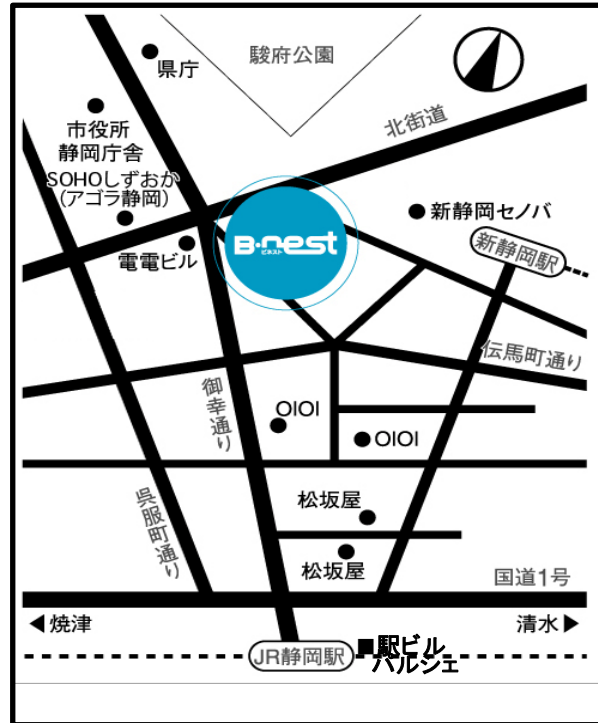 駿府公園
県庁
北街道
市役所
静岡庁舎
SOHOしずおか
(アゴラ静岡)
新静岡セノバ
B・nest
ビネスト
電電ビル
新静岡駅
伝馬町通り
御幸通り
OIOI
OIOI
呉服町通り
松坂屋
松坂屋
国道1号
◀焼津
清水▶
JR静岡駅
■駅ビル
パルシェ